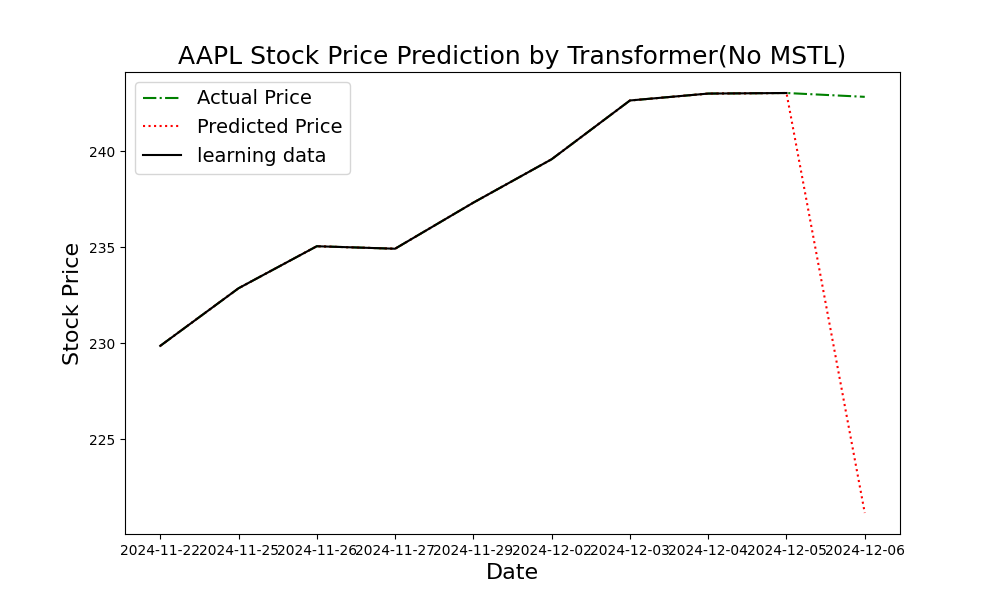 AAPL Stock Price Prediction by Transformer(No MSTL)
Actual Price
Predicted Price
learning data
240
235
230
225
Stock Price
2024-11-22 2024-11-25 2024-11-26 2024-11-27 2024-11-29 2024-12-02 2024-12-03 2024-12-04 2024-12-05 2024-12-06
Date